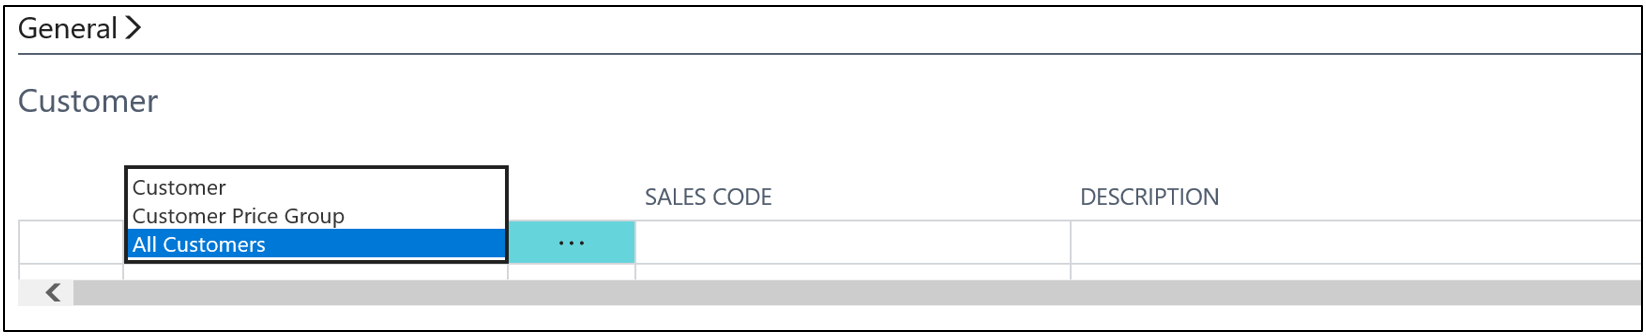 General
Customer
Customer
Customer Price Group
All Customers
SALES CODE
DESCRIPTION
...